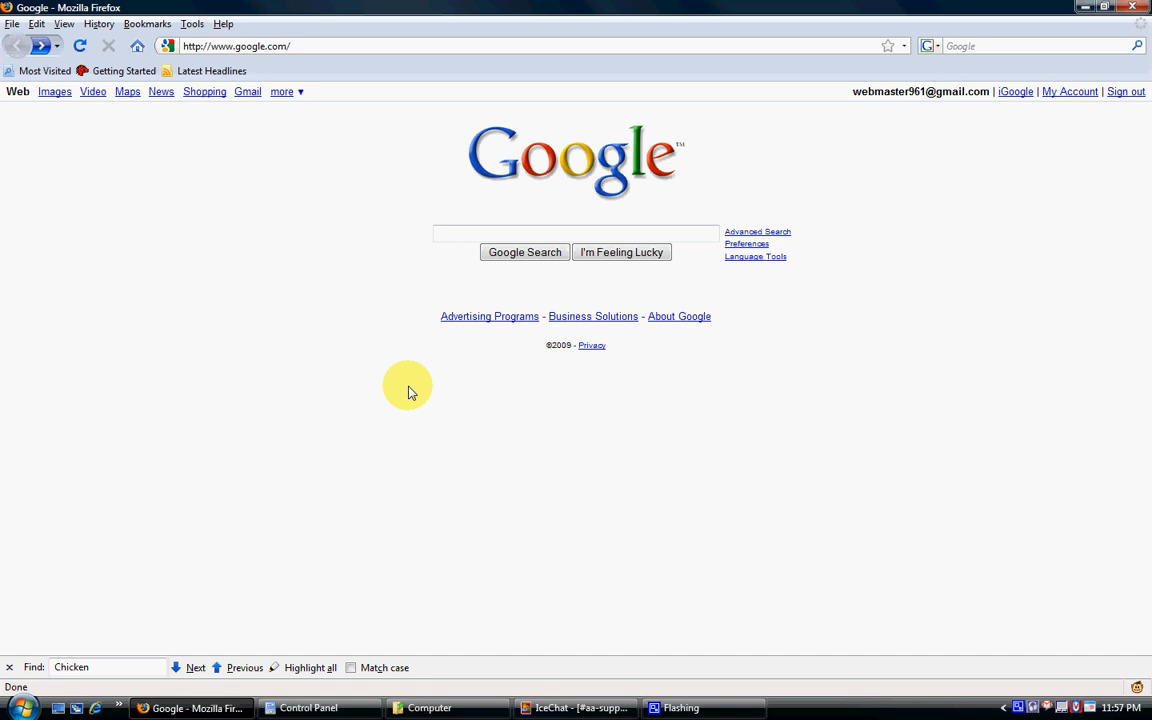 Google - Mozilla Firefox
File Edit View History Bookmarks Tools Help
http://www.google.com/ G Google
Most Visited Getting Started Latest Headlines
Web Images Video Maps News Shopping Gmail more ▼ webmaster961@gmail.com | iGoogle | My Account | Sign out
Google™
Advanced Search
Preferences
Language Tools
Google Search I'm Feeling Lucky
Advertising Programs - Business Solutions - About Google
©2009 - Privacy
Find: Chicken Next Previous Highlight all Match case
Done
Google - Mozilla Fir... Control Panel Computer IceChat - [#aa-supp... Flashing 11:57 PM